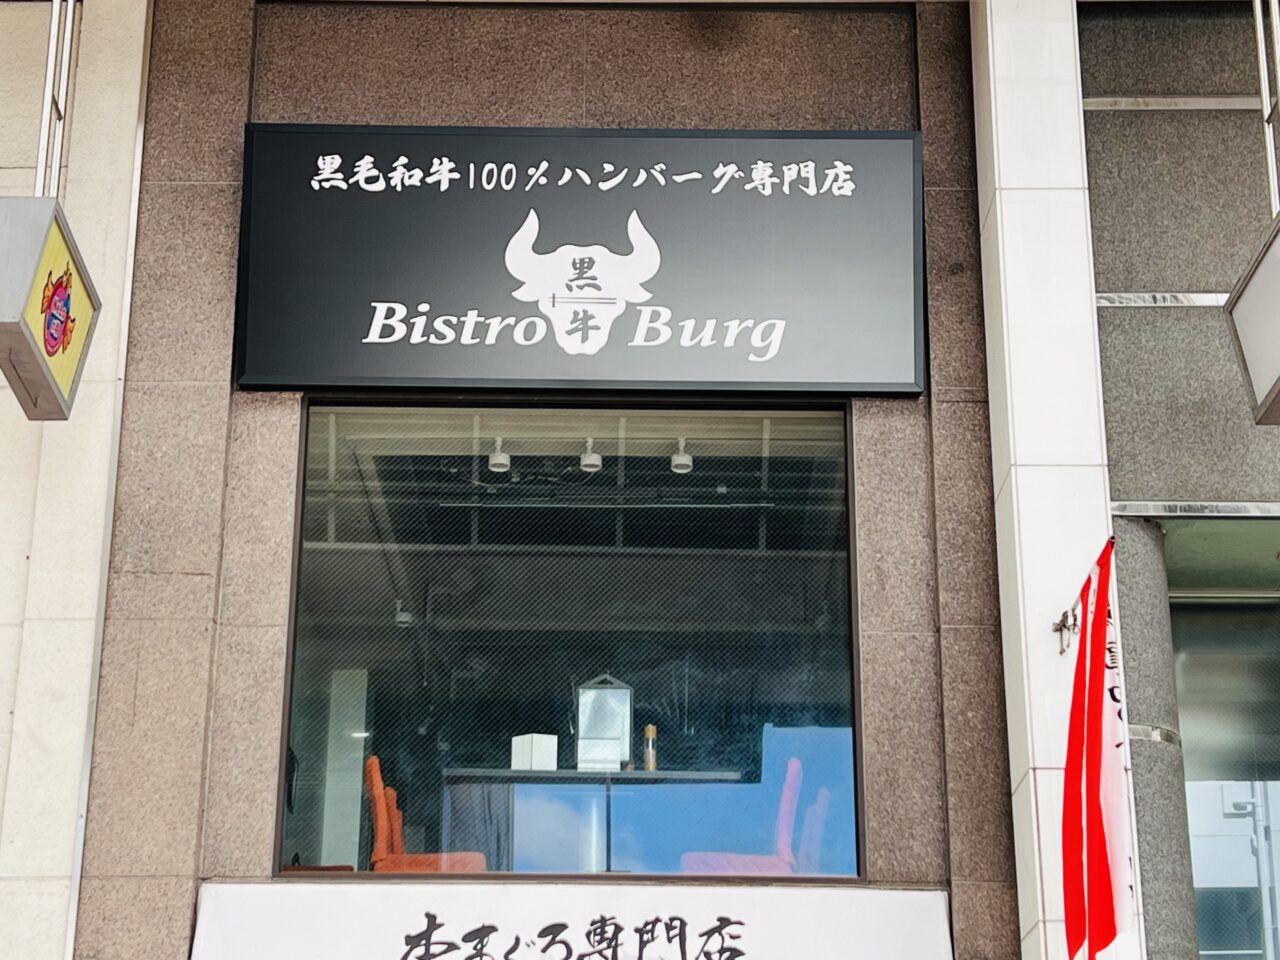 黒毛和牛100%ハンバーグ専門店
黒
牛
Bistro Burg
本まぐろ専門店